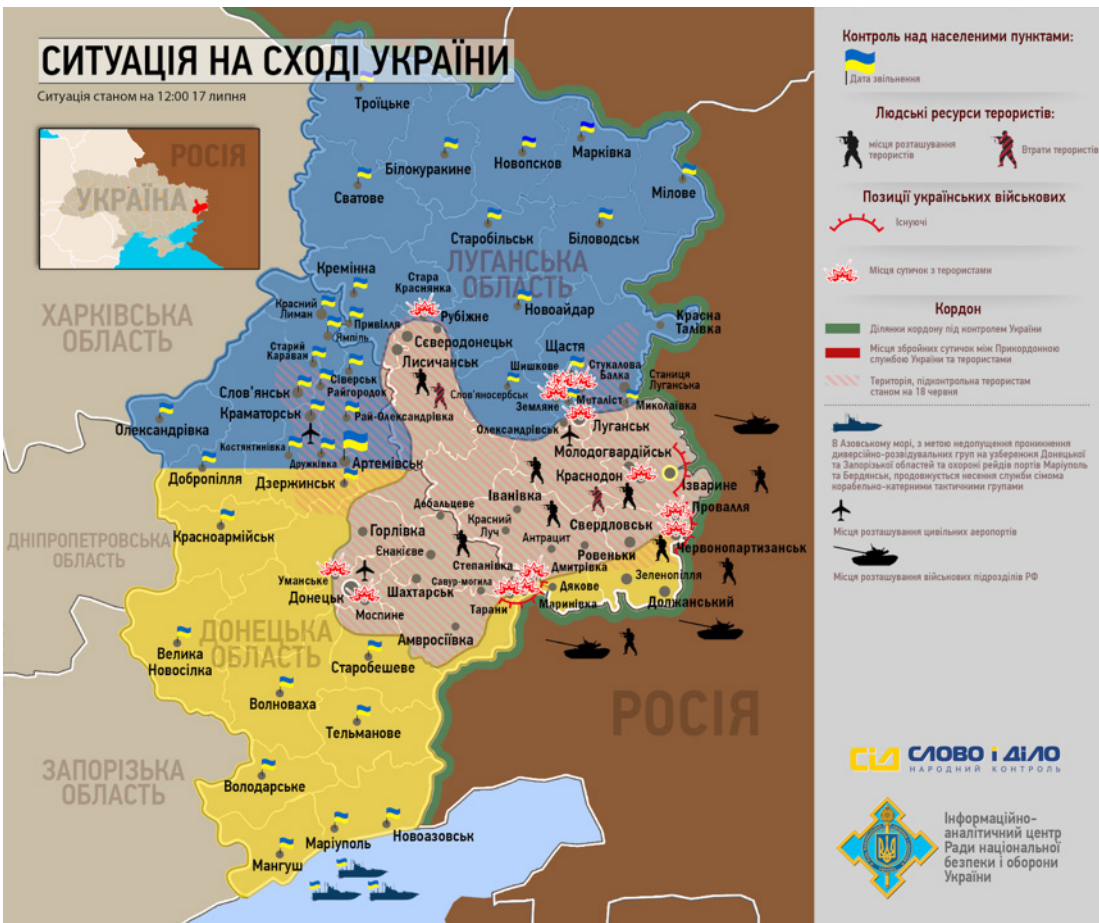 СИТУАЦІЯ НА СХОДІ УКРАЇНИ
Ситуація станом на 12:00 17 липня
РОСІЯ
УКРАЇНА
Троїцьке
Білокуракине
Новопсков
Марківка
Сватове
Мілове
Старобільськ
Біловодськ
ЛУГАНСЬКА
ОБЛАСТЬ
ХАРКІВСЬКА
ОБЛАСТЬ
Кремінна
Стара
Краснянка
Красний
Лиман
Привілля
Рубіжне
Новоайдар
Красна
Талівка
Ямпіль
Сєверодонецьк
Старий
Караван
Лисичанськ
Щастя
Шишкове
Стукалова
Балка
Станиця
Луганська
Слов'янськ
Сіверськ
Райгородок
Слов'яносербськ
Земляне
Металіст
Миколаївка
Краматорськ
Рай-Олександрівка
Олександрівка
Олександрівськ
Луганськ
Костянтинівка
Дружківка
Артемівськ
Молодогвардійськ
Добропілля
Дзержинськ
Краснодон
Ізварине
Іванівка
Дебальцеве
Красний
Луч
Свердловськ
Провалля
Красноармійськ
Горлівка
Антрацит
Червонопартизанськ
ДНІПРОПЕТРОВСЬКА
ОБЛАСТЬ
Єнакієве
Степанівка
Ровеньки
Дмитрівка
Уманське
Савур-могила
Зеленопілля
Донецьк
Шахтарськ
Дякове
Моспине
Тарани
Маринівка
Должанський
Амвросіївка
ДОНЕЦЬКА
ОБЛАСТЬ
Велика
Новосілка
Старобешеве
Волноваха
Тельманове
РОСІЯ
ЗАПОРІЗЬКА
ОБЛАСТЬ
Володарське
Маріуполь
Новоазовськ
Мангуш
Контроль над населеними пунктами:
Дата звільнення
Людські ресурси терористів:
місця розташування
терористів
Втрати терористів
Позиції українських військових
Існуючі
Місця сутичок з терористами
Кордон
Ділянки кордону під контролем України
Місця збройних сутичок між Прикордонною
службою України та терористами
Територія, підконтрольна терористам
станом на 18 червня
В Азовському морі, з метою недопущення проникнення
диверсійно-розвідувальних груп на узбереження Донецької
та Запорізької областей та охороні рейдів портів Маріуполь
та Бердянськ, продовжується несення служби сімома
корабельно-катерними тактичними групами
Місця розташування цивільних аеропортів
Місця розташування військових підрозділів РФ
СіД СЛОВО і ДіЛО
НАРОДНИЙ КОНТРОЛЬ
Інформаційно-
аналітичний центр
Ради національної
безпеки і оборони
України